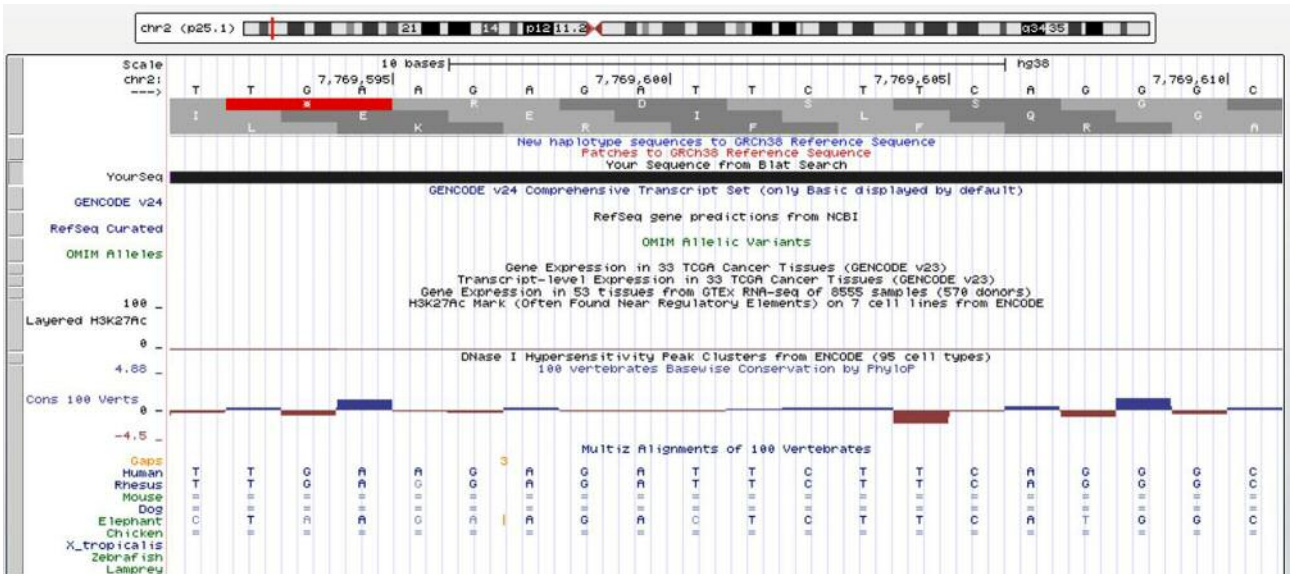 chr2 (p25.1) 21 14 p12 11.2 q34 35
Scale 10 bases hg38
chr2: 7,769,595 7,769,600 7,769,605 7,769,610
---> T T G A A G A G A T T C T T C A G G G C
* R D S S G
I E E I L Q G
L K R F F R A
New haplotype sequences to GRCh38 Reference Sequence
Patches to GRCh38 Reference Sequence
Your Sequence from Blat Search
YourSeq
GENCODE v24 Comprehensive Transcript Set (only Basic displayed by default)
GENCODE v24
RefSeq gene predictions from NCBI
RefSeq Curated
OMIM Allelic Variants
OMIM Alleles
Gene Expression in 33 TCGA Cancer Tissues (GENCODE v23)
Transcript-level Expression in 33 TCGA Cancer Tissues (GENCODE v23)
Gene Expression in 53 tissues from GTEx RNA-seq of 8555 samples (570 donors)
100 _ H3K27Ac Mark (Often Found Near Regulatory Elements) on 7 cell lines from ENCODE
Layered H3K27Ac
0 _
DNase I Hypersensitivity Peak Clusters from ENCODE (95 cell types)
4.88 _ 100 vertebrates Basewise Conservation by PhyloP
Cons 100 Verts
0 -
-4.5 _
Multiz Alignments of 100 Vertebrates
Gaps 3
Human T T G A A G A G A T T C T T C A G G G C
Rhesus T T G A G G A G A T T C T T C A G G G C
Mouse = = = = = = = = = = = = = = = = = = = =
Dog = = = = = = = = = = = = = = = = = = = =
Elephant C T A A G A | A G A C T C T T C A T G G C
Chicken = = = = = = = = = = = = = = = = = = = =
X_tropicalis
Zebrafish
Lamprey